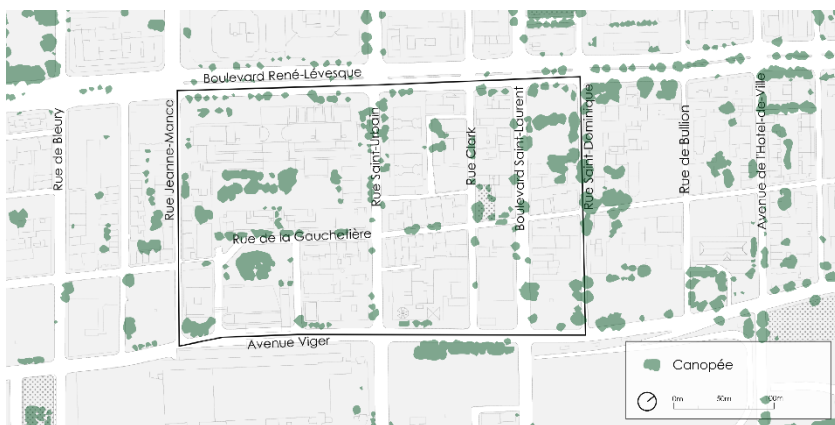 Boulevard René-Lévesque
Rue de Bleury
Rue Jeanne-Mance
Rue Saint-Urbain
Rue Clark
Boulevard Saint-Laurent
Rue Saint Dominique
Rue de Bullion
Avenue de l'Hotel-de-Ville
Rue de la Gauchetière
Avenue Viger
Canopée
0m 50m 100m